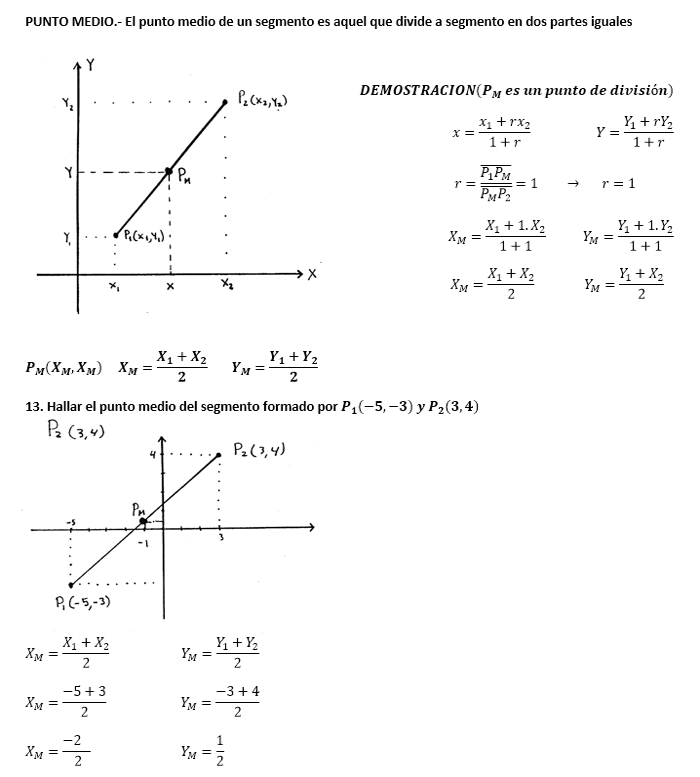 PUNTO MEDIO.- El punto medio de un segmento es aquel que divide a segmento en dos partes iguales
Y
Y₂
P₂(x₂,Y₂)
Y
P_M
Y₁
P₁(x₁,Y₁)
x₁ x x₂ X
DEMOSTRACION(P_M es un punto de división)
x = (x₁ + rx₂)/(1 + r) Y = (Y₁ + rY₂)/(1 + r)
r = P₁P_M/P_MP₂ = 1 → r = 1
X_M = (X₁ + 1.X₂)/(1 + 1) Y_M = (Y₁ + 1.Y₂)/(1 + 1)
X_M = (X₁ + X₂)/2 Y_M = (Y₁ + X₂)/2
P_M(X_M, X_M) X_M = (X₁ + X₂)/2 Y_M = (Y₁ + Y₂)/2
13. Hallar el punto medio del segmento formado por P₁(−5, −3) y P₂(3, 4)
P₂ (3,4)
4 P₂(3,4)
P_M
-5 -1 3
P₁(-5,-3)
X_M = (X₁ + X₂)/2 Y_M = (Y₁ + Y₂)/2
X_M = (−5 + 3)/2 Y_M = (−3 + 4)/2
X_M = −2/2 Y_M = 1/2